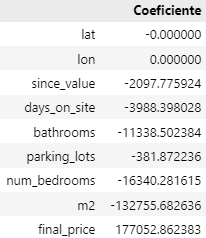 Coeficiente
lat -0.000000
lon 0.000000
since_value -2097.775924
days_on_site -3988.398028
bathrooms -11338.502384
parking_lots -381.872236
num_bedrooms -16340.281615
m2 -132755.682636
final_price 177052.862383